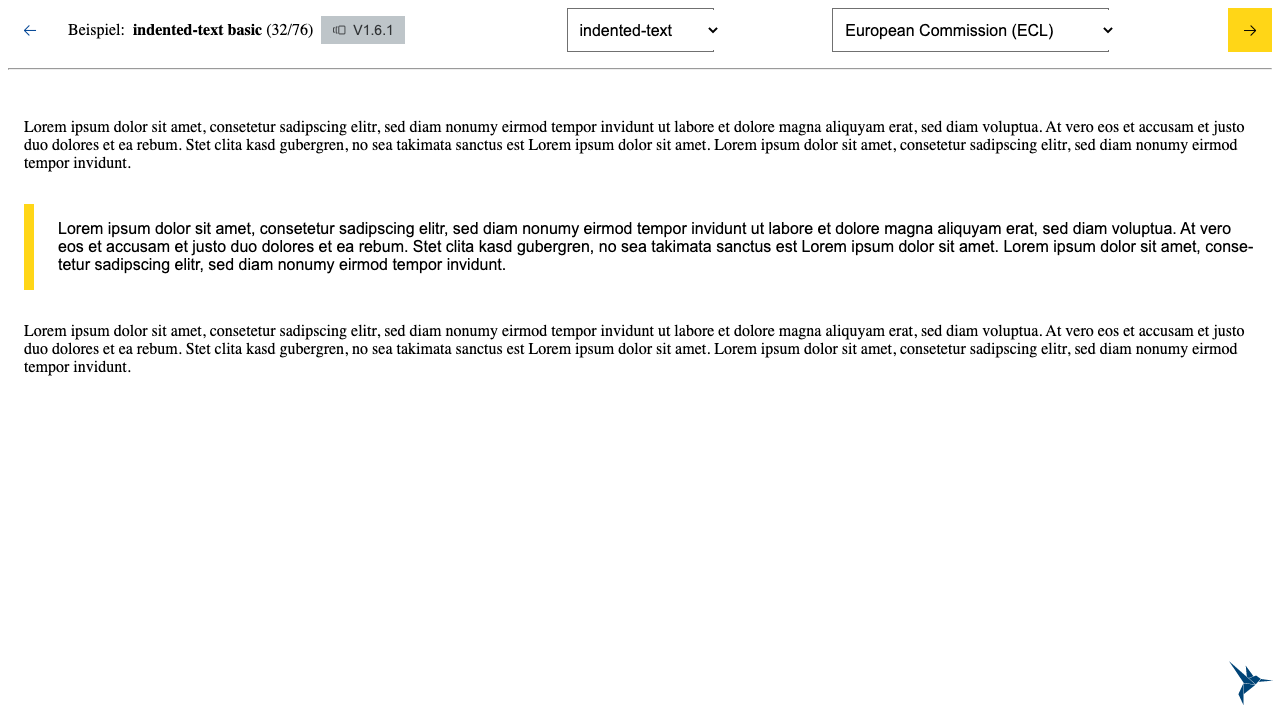 Beispiel: indented-text basic (32/76) V1.6.1 indented-text European Commission (ECL)
Lorem ipsum dolor sit amet, consetetur sadipscing elitr, sed diam nonumy eirmod tempor invidunt ut labore et dolore magna aliquyam erat, sed diam voluptua. At vero eos et accusam et justo
duo dolores et ea rebum. Stet clita kasd gubergren, no sea takimata sanctus est Lorem ipsum dolor sit amet. Lorem ipsum dolor sit amet, consetetur sadipscing elitr, sed diam nonumy eirmod
tempor invidunt.
Lorem ipsum dolor sit amet, consetetur sadipscing elitr, sed diam nonumy eirmod tempor invidunt ut labore et dolore magna aliquyam erat, sed diam voluptua. At vero
eos et accusam et justo duo dolores et ea rebum. Stet clita kasd gubergren, no sea takimata sanctus est Lorem ipsum dolor sit amet. Lorem ipsum dolor sit amet, conse-
tetur sadipscing elitr, sed diam nonumy eirmod tempor invidunt.
Lorem ipsum dolor sit amet, consetetur sadipscing elitr, sed diam nonumy eirmod tempor invidunt ut labore et dolore magna aliquyam erat, sed diam voluptua. At vero eos et accusam et justo
duo dolores et ea rebum. Stet clita kasd gubergren, no sea takimata sanctus est Lorem ipsum dolor sit amet. Lorem ipsum dolor sit amet, consetetur sadipscing elitr, sed diam nonumy eirmod
tempor invidunt.